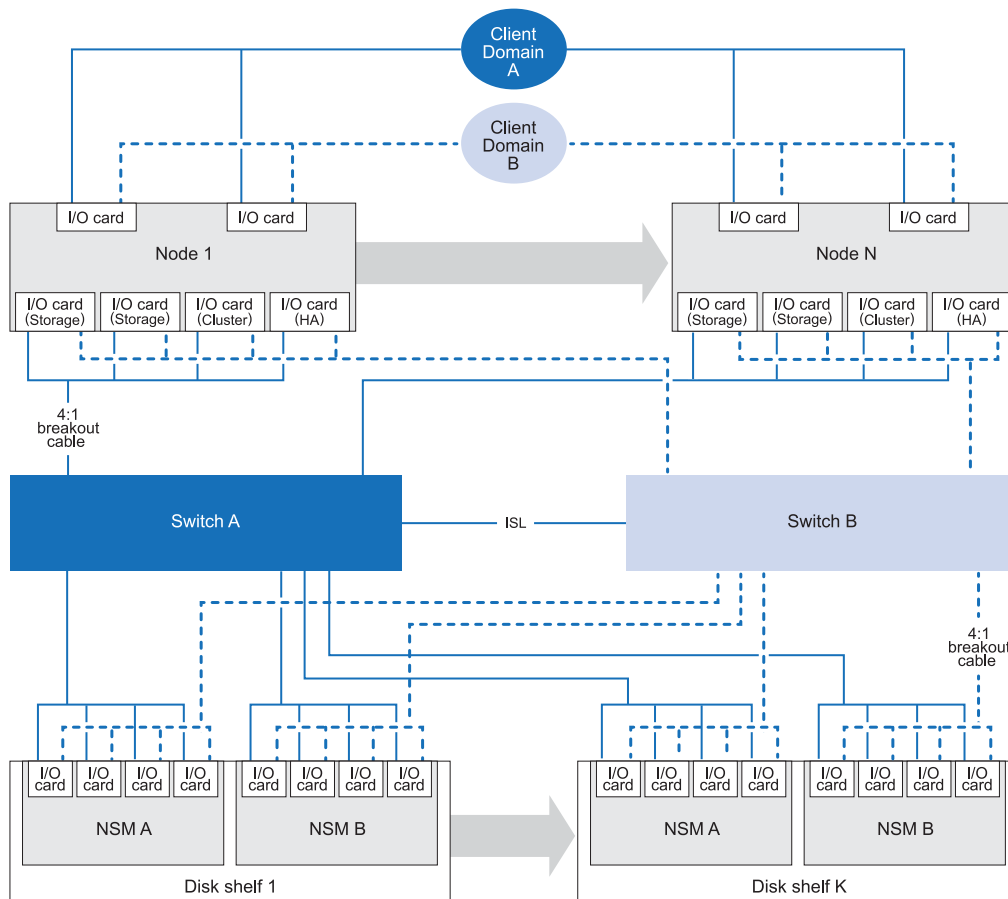 Client
Domain
A
Client
Domain
B
I/O card
I/O card
I/O card
I/O card
Node 1
Node N
I/O card
(Storage)
I/O card
(Storage)
I/O card
(Cluster)
I/O card
(HA)
I/O card
(Storage)
I/O card
(Storage)
I/O card
(Cluster)
I/O card
(HA)
4:1
breakout
cable
Switch A
ISL
Switch B
4:1
breakout
cable
I/O
card
I/O
card
I/O
card
I/O
card
I/O
card
I/O
card
I/O
card
I/O
card
I/O
card
I/O
card
I/O
card
I/O
card
I/O
card
I/O
card
I/O
card
I/O
card
NSM A
NSM B
NSM A
NSM B
Disk shelf 1
Disk shelf K